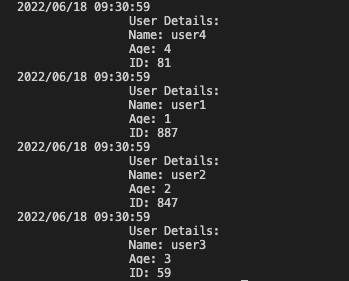 2022/06/18 09:30:59
User Details:
Name: user4
Age: 4
ID: 81
2022/06/18 09:30:59
User Details:
Name: user1
Age: 1
ID: 887
2022/06/18 09:30:59
User Details:
Name: user2
Age: 2
ID: 847
2022/06/18 09:30:59
User Details:
Name: user3
Age: 3
ID: 59